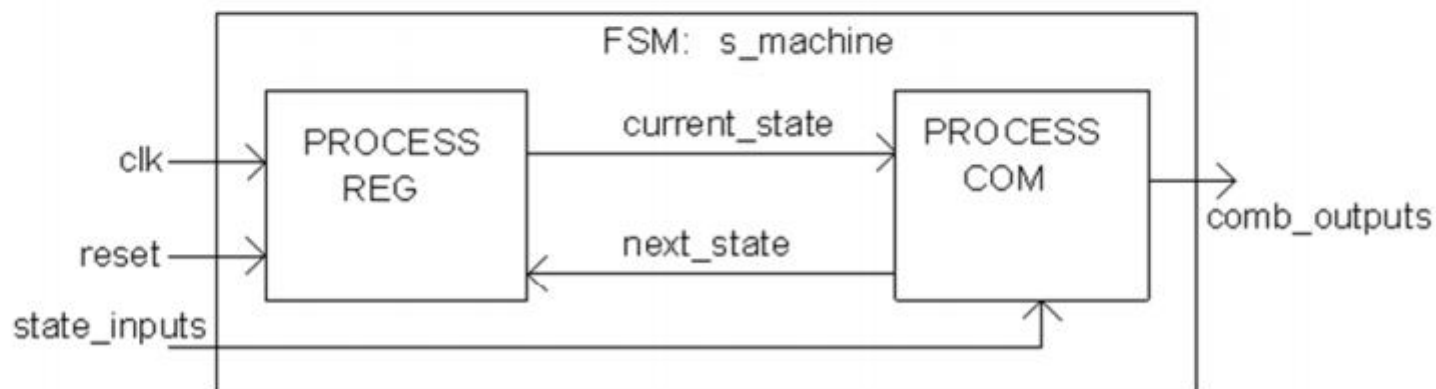 FSM: s_machine
clk
reset
state_inputs
PROCESS
REG
current_state
next_state
PROCESS
COM
comb_outputs